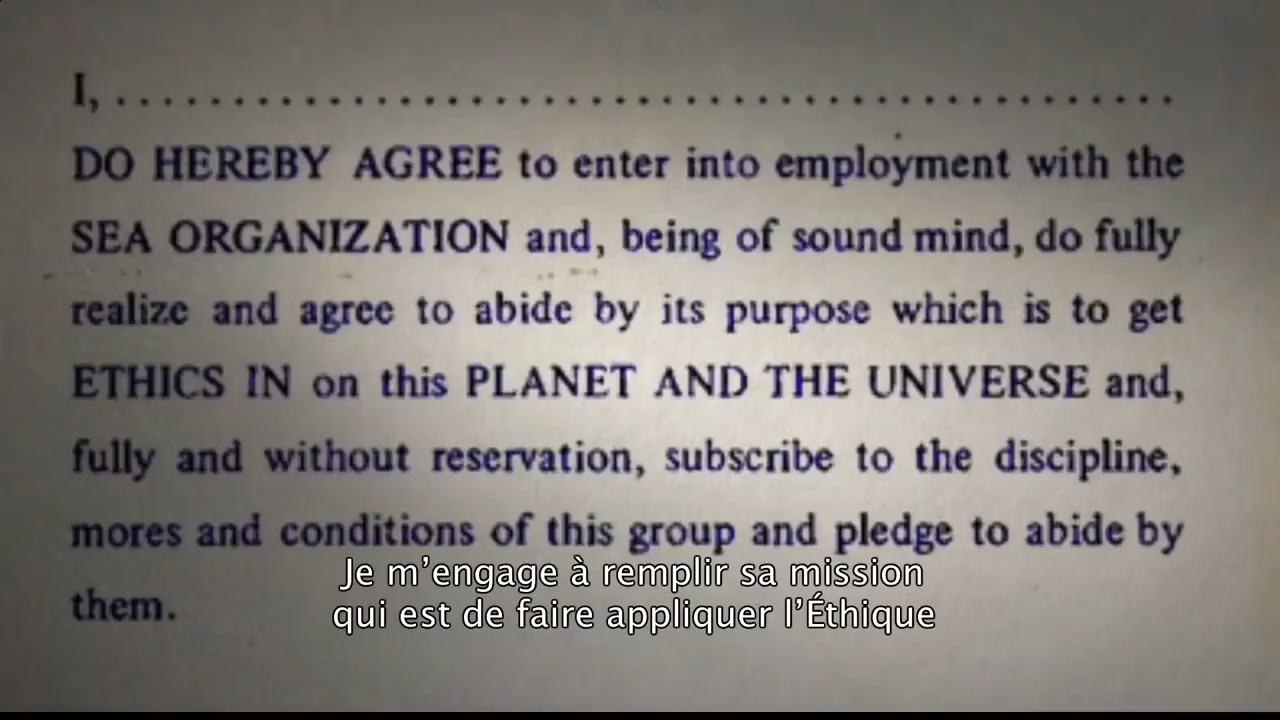 I, ....................................................
DO HEREBY AGREE to enter into employment with the
SEA ORGANIZATION and, being of sound mind, do fully
realize and agree to abide by its purpose which is to get
ETHICS IN on this PLANET AND THE UNIVERSE and,
fully and without reservation, subscribe to the discipline,
mores and conditions of this group and pledge to abide by
them.
Je m’engage à remplir sa mission
qui est de faire appliquer l’Éthique